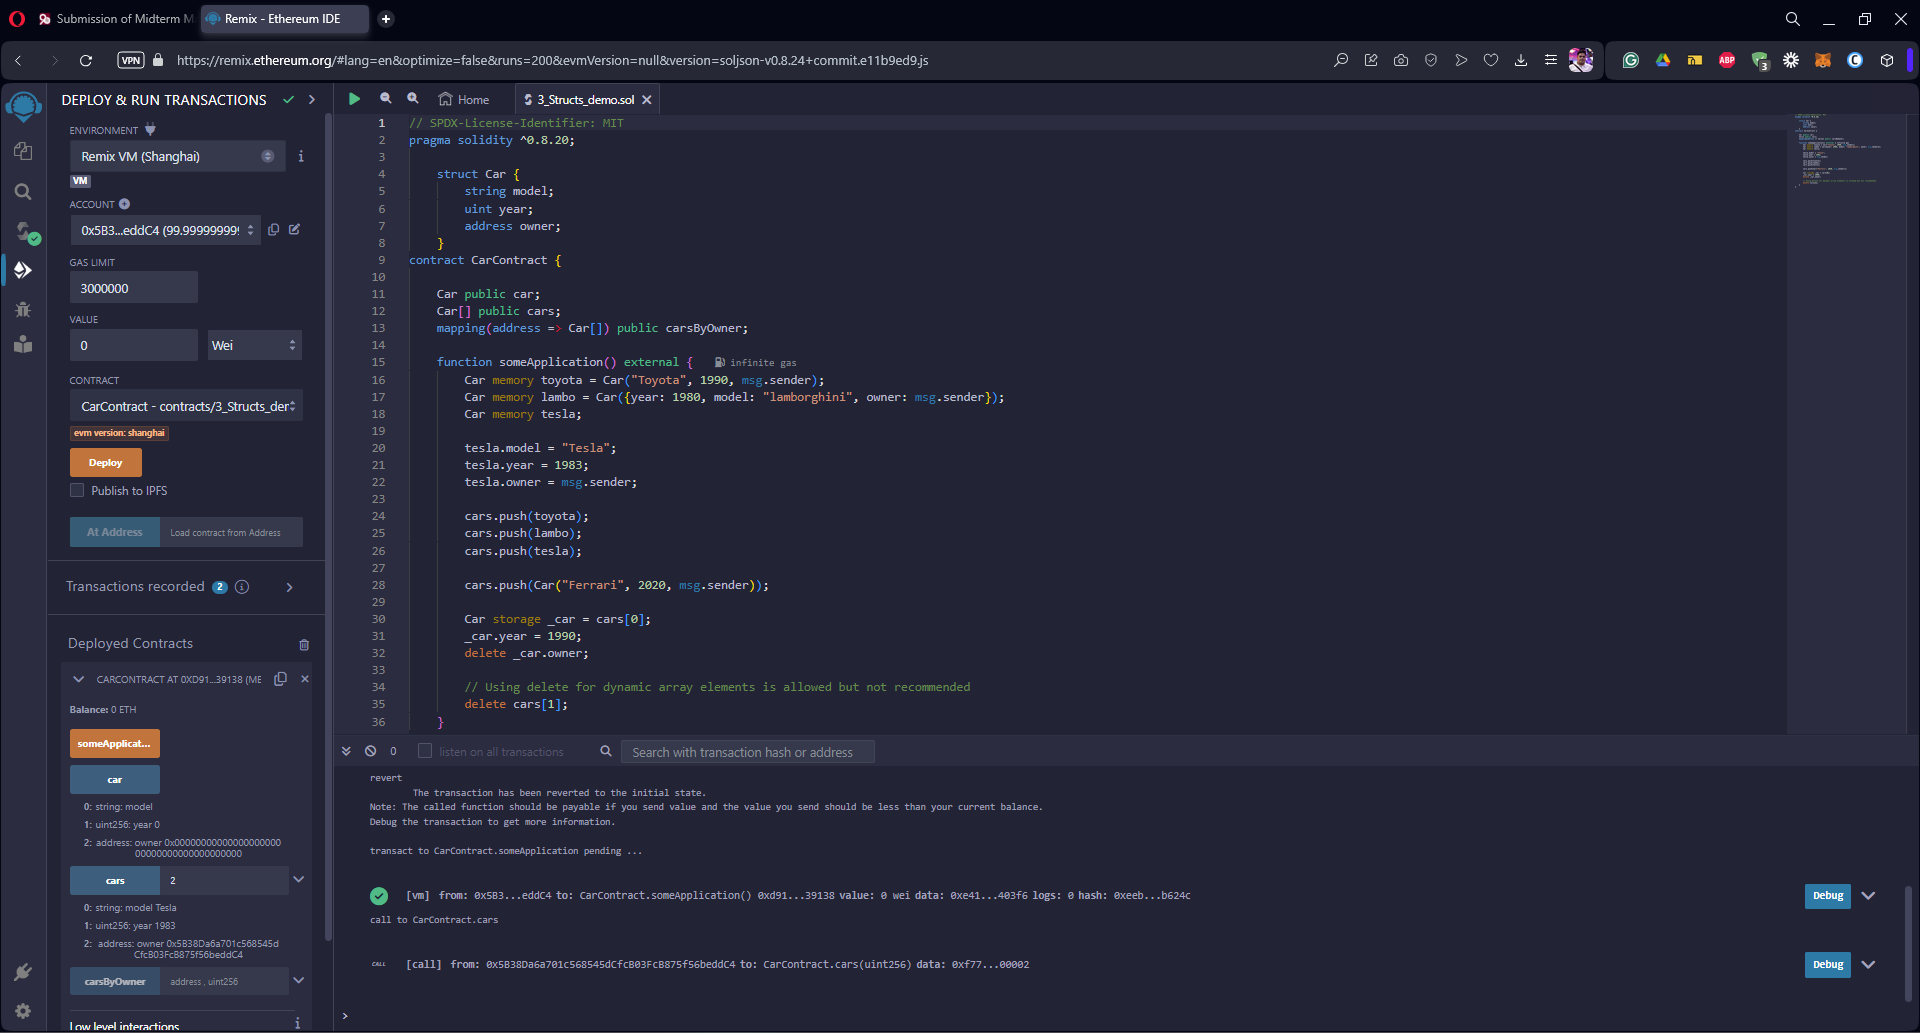 Submission of Midterm M
Remix - Ethereum IDE
VPN
https://remix.ethereum.org/#lang=en&optimize=false&runs=200&evmVersion=null&version=soljson-v0.8.24+commit.e11b9ed9.js
ABP
3
DEPLOY & RUN TRANSACTIONS
ENVIRONMENT
Remix VM (Shanghai)
VM
ACCOUNT
0x5B3...eddC4 (99.999999999
GAS LIMIT
3000000
VALUE
0
Wei
CONTRACT
CarContract - contracts/3_Structs_der
evm version: shanghai
Deploy
Publish to IPFS
At Address
Load contract from Address
Transactions recorded 2
Deployed Contracts
CARCONTRACT AT 0XD91...39138 (ME
Balance: 0 ETH
someApplicat...
car
0: string: model
1: uint256: year 0
2: address: owner 0x00000000000000000000
00000000000000000000
cars
2
0: string: model Tesla
1: uint256: year 1983
2: address: owner 0x5B38Da6a701c568545d
CfcB03FcB875f56beddC4
carsByOwner
address , uint256
Low level interactions
Home
3_Structs_demo.sol
1 // SPDX-License-Identifier: MIT
2 pragma solidity ^0.8.20;
3
4 struct Car {
5 string model;
6 uint year;
7 address owner;
8 }
9 contract CarContract {
10
11 Car public car;
12 Car[] public cars;
13 mapping(address => Car[]) public carsByOwner;
14
15 function someApplication() external { infinite gas
16 Car memory toyota = Car("Toyota", 1990, msg.sender);
17 Car memory lambo = Car({year: 1980, model: "lamborghini", owner: msg.sender});
18 Car memory tesla;
19
20 tesla.model = "Tesla";
21 tesla.year = 1983;
22 tesla.owner = msg.sender;
23
24 cars.push(toyota);
25 cars.push(lambo);
26 cars.push(tesla);
27
28 cars.push(Car("Ferrari", 2020, msg.sender));
29
30 Car storage _car = cars[0];
31 _car.year = 1990;
32 delete _car.owner;
33
34 // Using delete for dynamic array elements is allowed but not recommended
35 delete cars[1];
36 }
0
listen on all transactions
Search with transaction hash or address
revert
The transaction has been reverted to the initial state.
Note: The called function should be payable if you send value and the value you send should be less than your current balance.
Debug the transaction to get more information.
transact to CarContract.someApplication pending ...
[vm] from: 0x5B3...eddC4 to: CarContract.someApplication() 0xd91...39138 value: 0 wei data: 0xe41...403f6 logs: 0 hash: 0xeeb...b624c
Debug
call to CarContract.cars
CALL [call] from: 0x5B38Da6a701c568545dCfcB03FcB875f56beddC4 to: CarContract.cars(uint256) data: 0xf77...00002
Debug
>